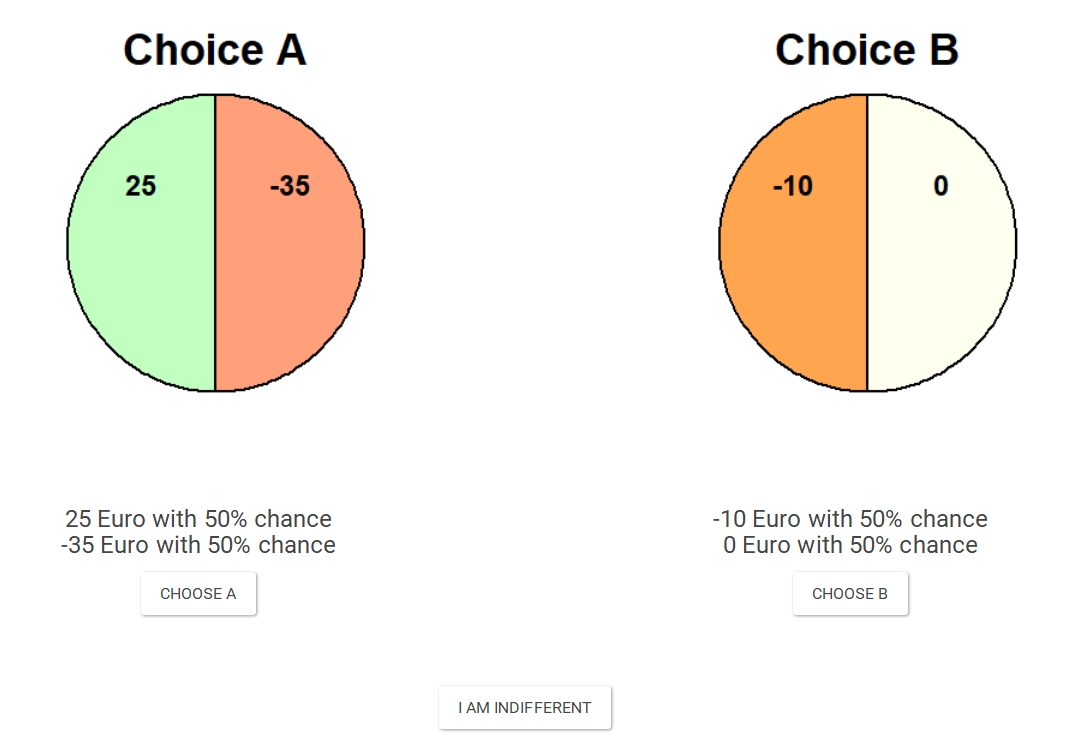 Choice A
25
-35
25 Euro with 50% chance
-35 Euro with 50% chance
CHOOSE A
Choice B
-10
0
-10 Euro with 50% chance
0 Euro with 50% chance
CHOOSE B
I AM INDIFFERENT